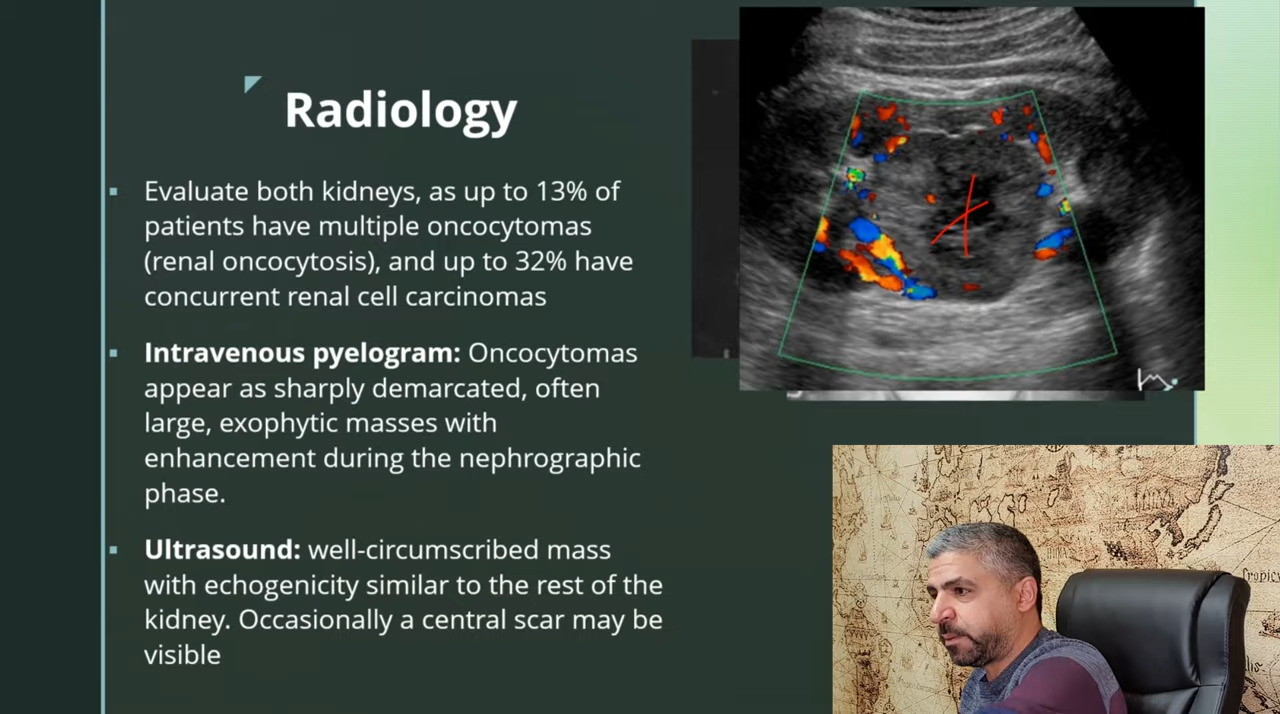 Radiology
Evaluate both kidneys, as up to 13% of
patients have multiple oncocytomas
(renal oncocytosis), and up to 32% have
concurrent renal cell carcinomas
Intravenous pyelogram: Oncocytomas
appear as sharply demarcated, often
large, exophytic masses with
enhancement during the nephrographic
phase.
Ultrasound: well-circumscribed mass
with echogenicity similar to the rest of the
kidney. Occasionally a central scar may be
visible